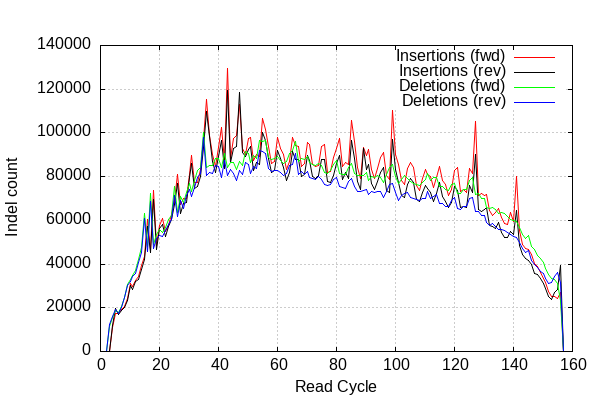 140000
120000
100000
80000
60000
40000
20000
0
Indel count
Insertions (fwd)
Insertions (rev)
Deletions (fwd)
Deletions (rev)
0 20 40 60 80 100 120 140 160
Read Cycle